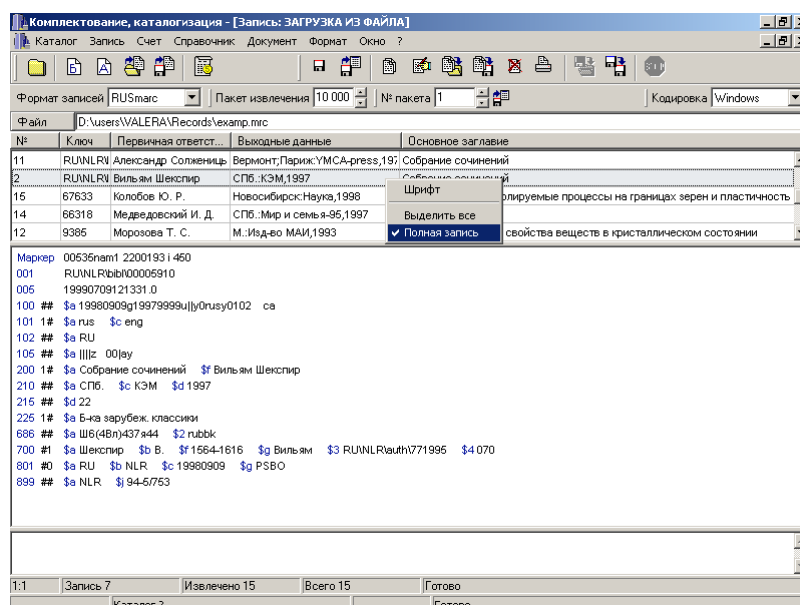 Комплектование, каталогизация - [Запись: ЗАГРУЗКА ИЗ ФАЙЛА]
Каталог Запись Счет Справочник Документ Формат Окно ?
Формат записей RUSmarc Пакет извлечения 10 000 № пакета 1 Кодировка Windows
Файл D:\users\VALERA\Records\examp.mrc
№ Ключ Первичная ответст... Выходные данные Основное заглавие
11 RU\NLR\ Александр Солженицы Вермонт;Париж:YMCA-press,197 Собрание сочинений
2 RU\NLR\ Вильям Шекспир СПб.:КЭМ,1997
Шрифт
15 67633 Колобов Ю. Р. Новосибирск:Наука,1998 олируемые процессы на границах зерен и пластичность
14 66318 Медведовский И. Д. СПб.:Мир и семья-95,1997 Выделить все
12 9385 Морозова Т. С. М.:Изд-во МАИ,1993 Полная запись свойства веществ в кристаллическом состоянии
Маркер 00535nam1 2200193 i 450
001 RU\NLR\bibl\00005910
005 19990709121331.0
100 ## $a 19980909g19979999u||y0rusy0102 ca
101 1# $a rus $c eng
102 ## $a RU
105 ## $a ||||z 00|ay
200 1# $a Собрание сочинений $f Вильям Шекспир
210 ## $a СПб. $c КЭМ $d 1997
215 ## $d 22
225 1# $a Б-ка зарубеж. классики
686 ## $a Ш6(4Вл)437я44 $2 rubbk
700 #1 $a Шекспир $b В. $f 1564-1616 $g Вильям $3 RU\NLR\auth\771995 $4 070
801 #0 $a RU $b NLR $c 19980909 $g PSBO
899 ## $a NLR $j 94-5/753
1:1 Запись 7 Извлечено 15 Всего 15 Готово